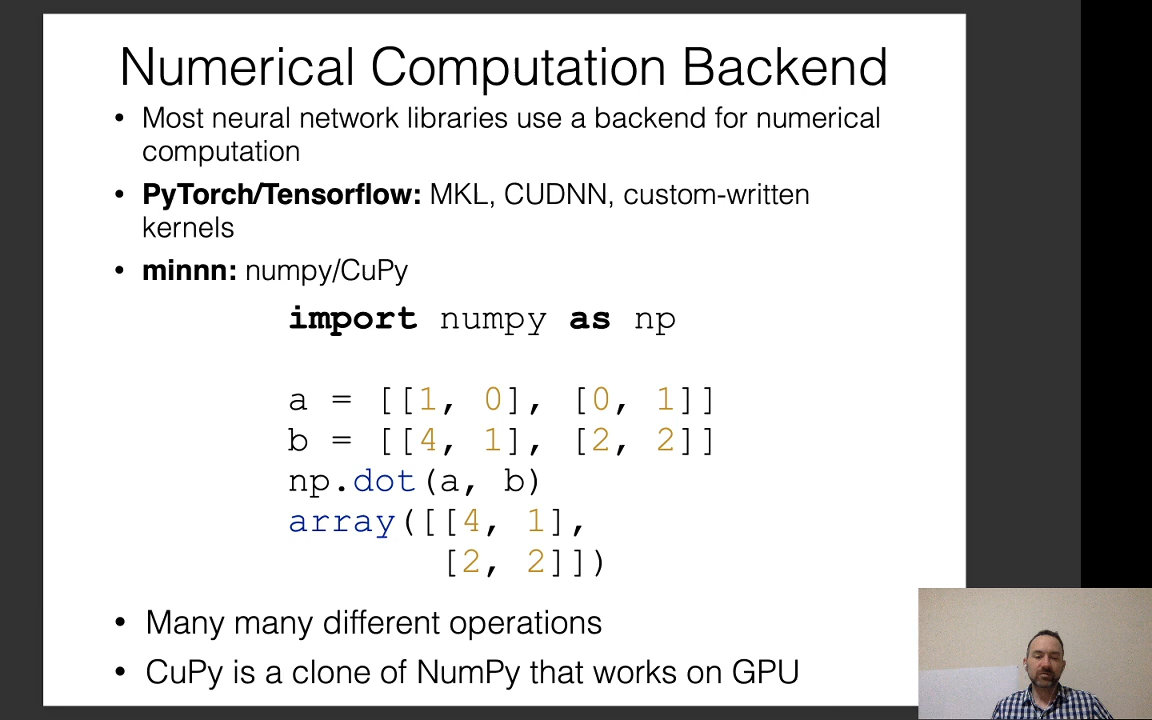 Numerical Computation Backend
• Most neural network libraries use a backend for numerical
computation
• PyTorch/Tensorflow: MKL, CUDNN, custom-written
kernels
• minnn: numpy/CuPy
import numpy as np
a = [[1, 0], [0, 1]]
b = [[4, 1], [2, 2]]
np.dot(a, b)
array([[4, 1],
[2, 2]])
• Many many different operations
• CuPy is a clone of NumPy that works on GPU